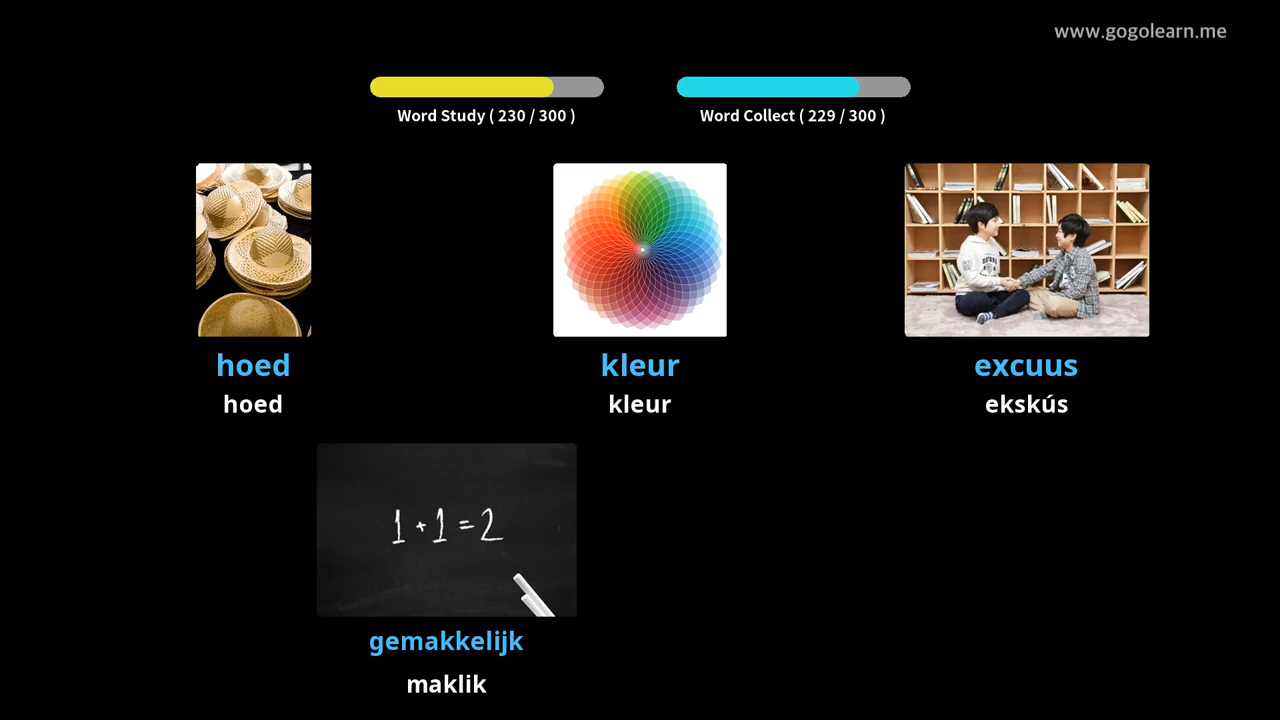 www.gogolearn.me
Word Study ( 230 / 300 )
Word Collect ( 229 / 300 )
hoed
hoed
kleur
kleur
excuus
ekskús
1 + 1 = 2
gemakkelijk
maklik